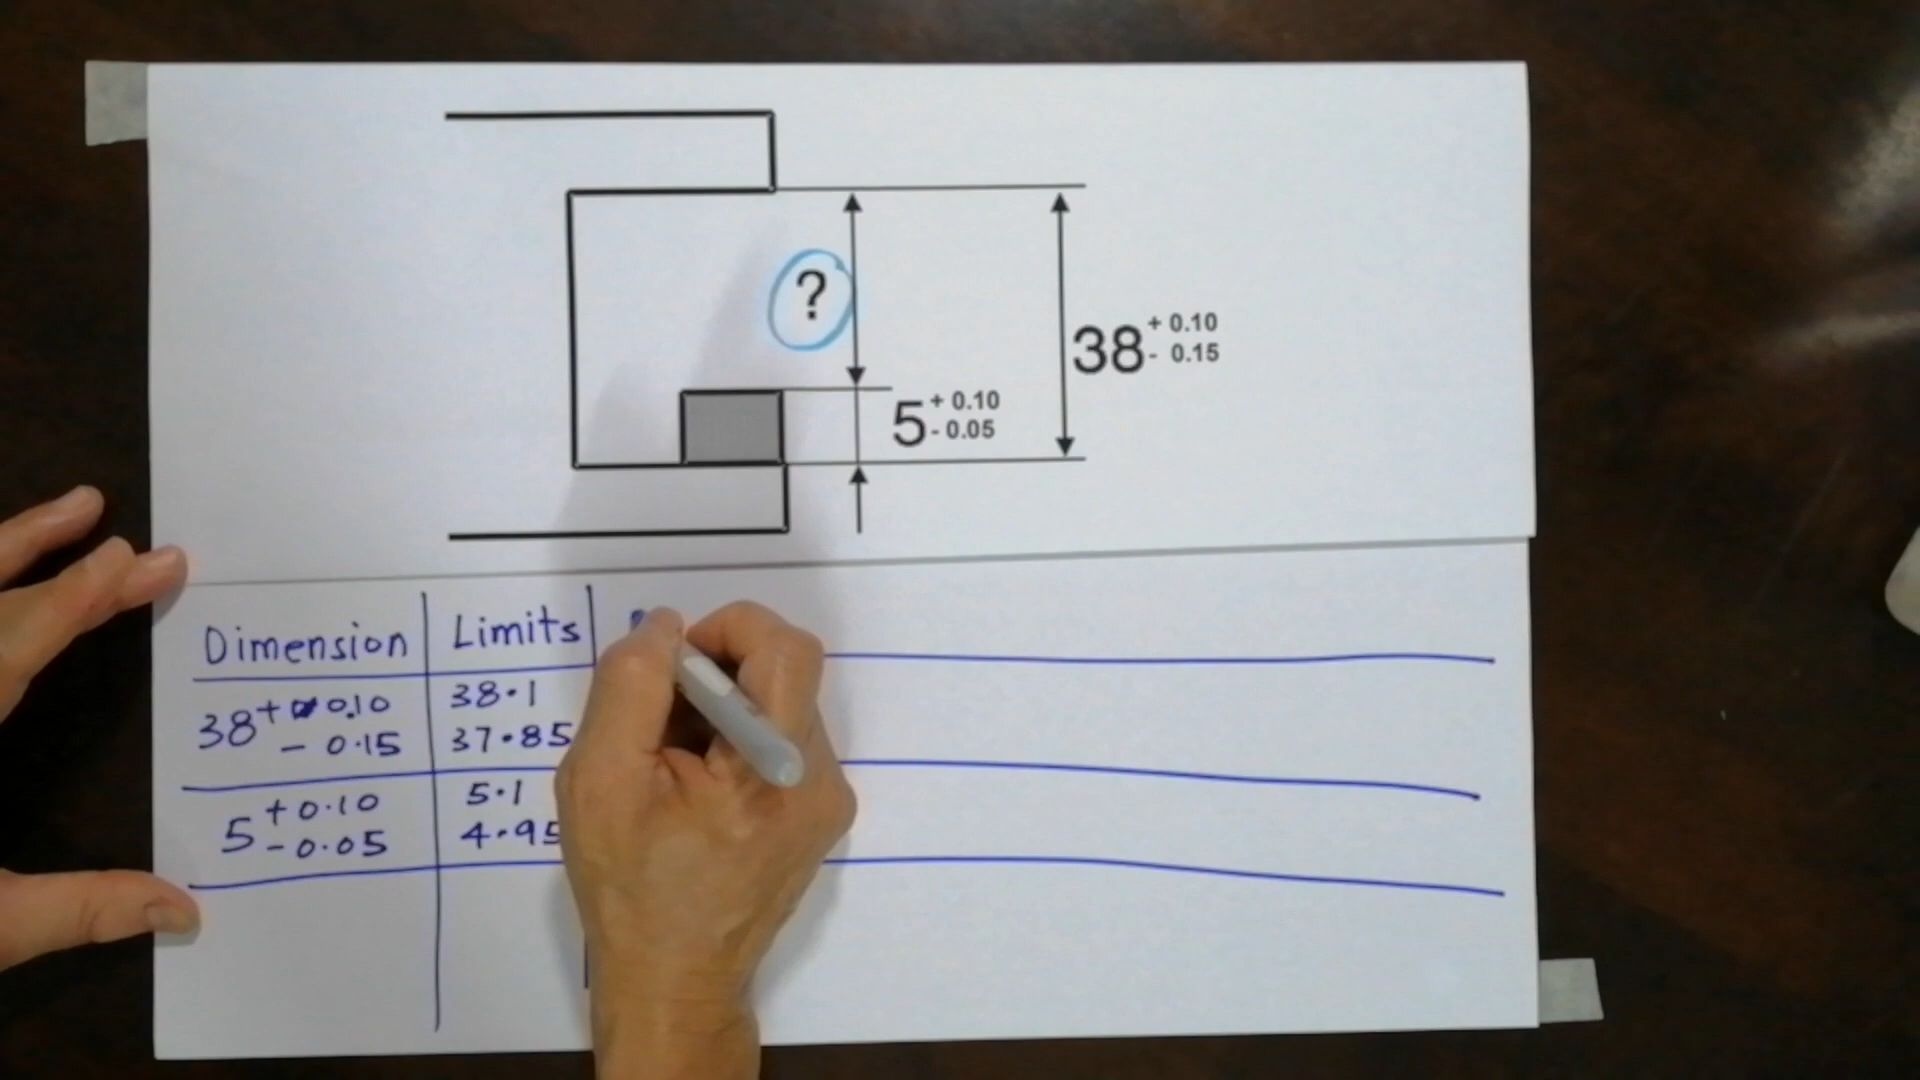 ?
38 + 0.10
- 0.15
5 + 0.10
- 0.05
Dimension Limits
38 + 0.10 38.1
- 0.15 37.85
5 + 0.10 5.1
- 0.05 4.95